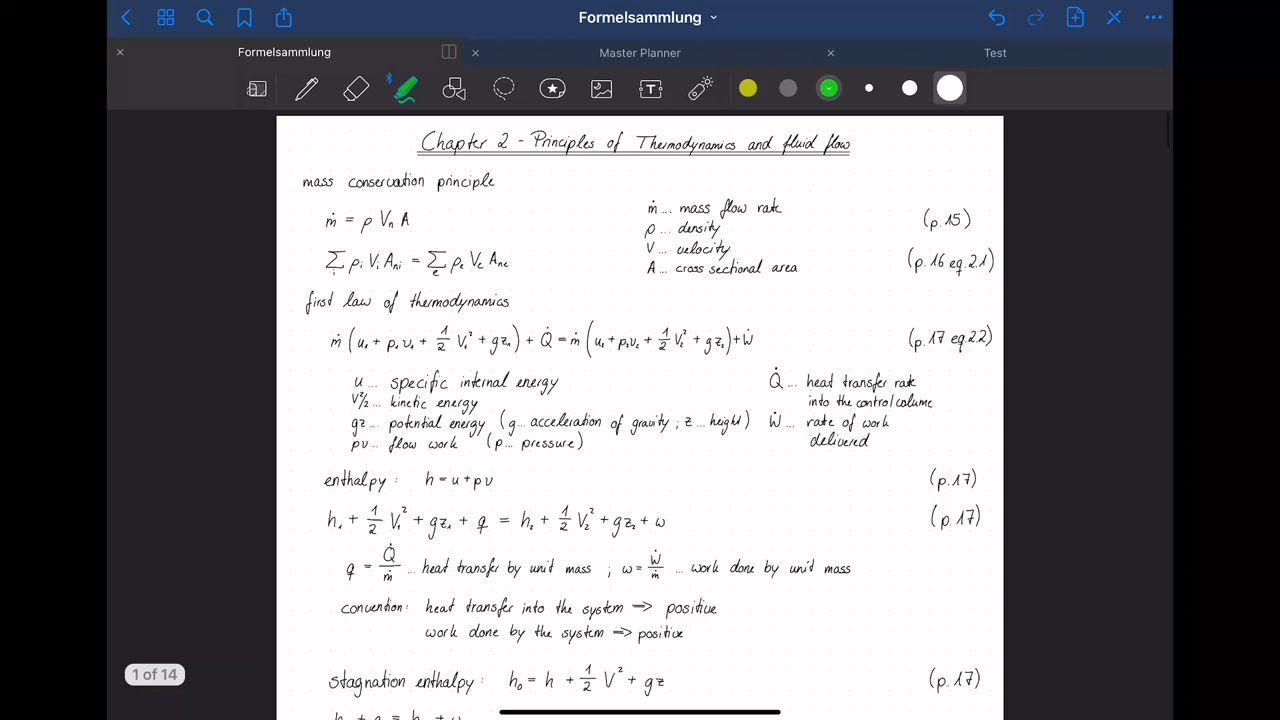 Formelsammlung
Formelsammlung
Master Planner
Test
Chapter 2 - Principles of Thermodynamics and fluid flow
mass conservation principle
ṁ = ρ Vₙ A
ṁ ... mass flow rate
(p.15)
ρ ... density
V ... velocity
∑ᵢ ρᵢ Vᵢ Aₙᵢ = ∑ₑ ρₑ Vₑ Aₙₑ
(p.16 eq.2.1)
A ... cross sectional area
first law of thermodynamics
ṁ (u₁ + p₁v₁ + 1/2 V₁² + gz₁) + Q̇ = ṁ (u₂ + p₂v₂ + 1/2 V₂² + gz₂) + Ẇ
(p.17 eq.2.2)
u ... specific internal energy
Q̇ ... heat transfer rate
V²/2 ... kinetic energy
into the control volume
gz ... potential energy (g ... acceleration of gravity ; z ... height)
Ẇ ... rate of work
pv ... flow work (p ... pressure)
delivered
enthalpy: h = u + pv
(p.17)
h₁ + 1/2 V₁² + gz₁ + q = h₂ + 1/2 V₂² + gz₂ + w
(p.17)
q = Q̇/ṁ ... heat transfer by unit mass ; w = Ẇ/ṁ ... work done by unit mass
convention: heat transfer into the system ⟹ positive
work done by the system ⟹ positive
stagnation enthalpy: h₀ = h + 1/2 V² + gz
(p.17)
1 of 14